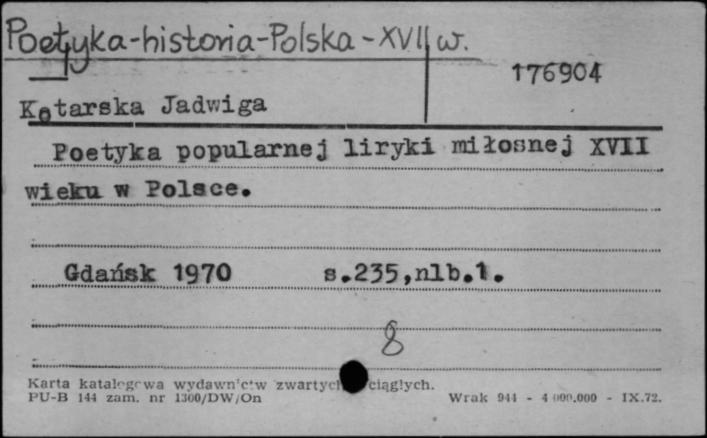 Poetyka-historia-Polska-XVII w.
176904
Kotarska Jadwiga
Poetyka popularnej liryki miłosnej XVII
wieku w Polsce.
Gdańsk 1970 s.235,nlb.1.
8
Karta katalogowa wydawnictw zwartych ciągłych.
PU-B 144 zam. nr 1300/DW/On
Wrak 944 - 4 000.000 - IX.72.